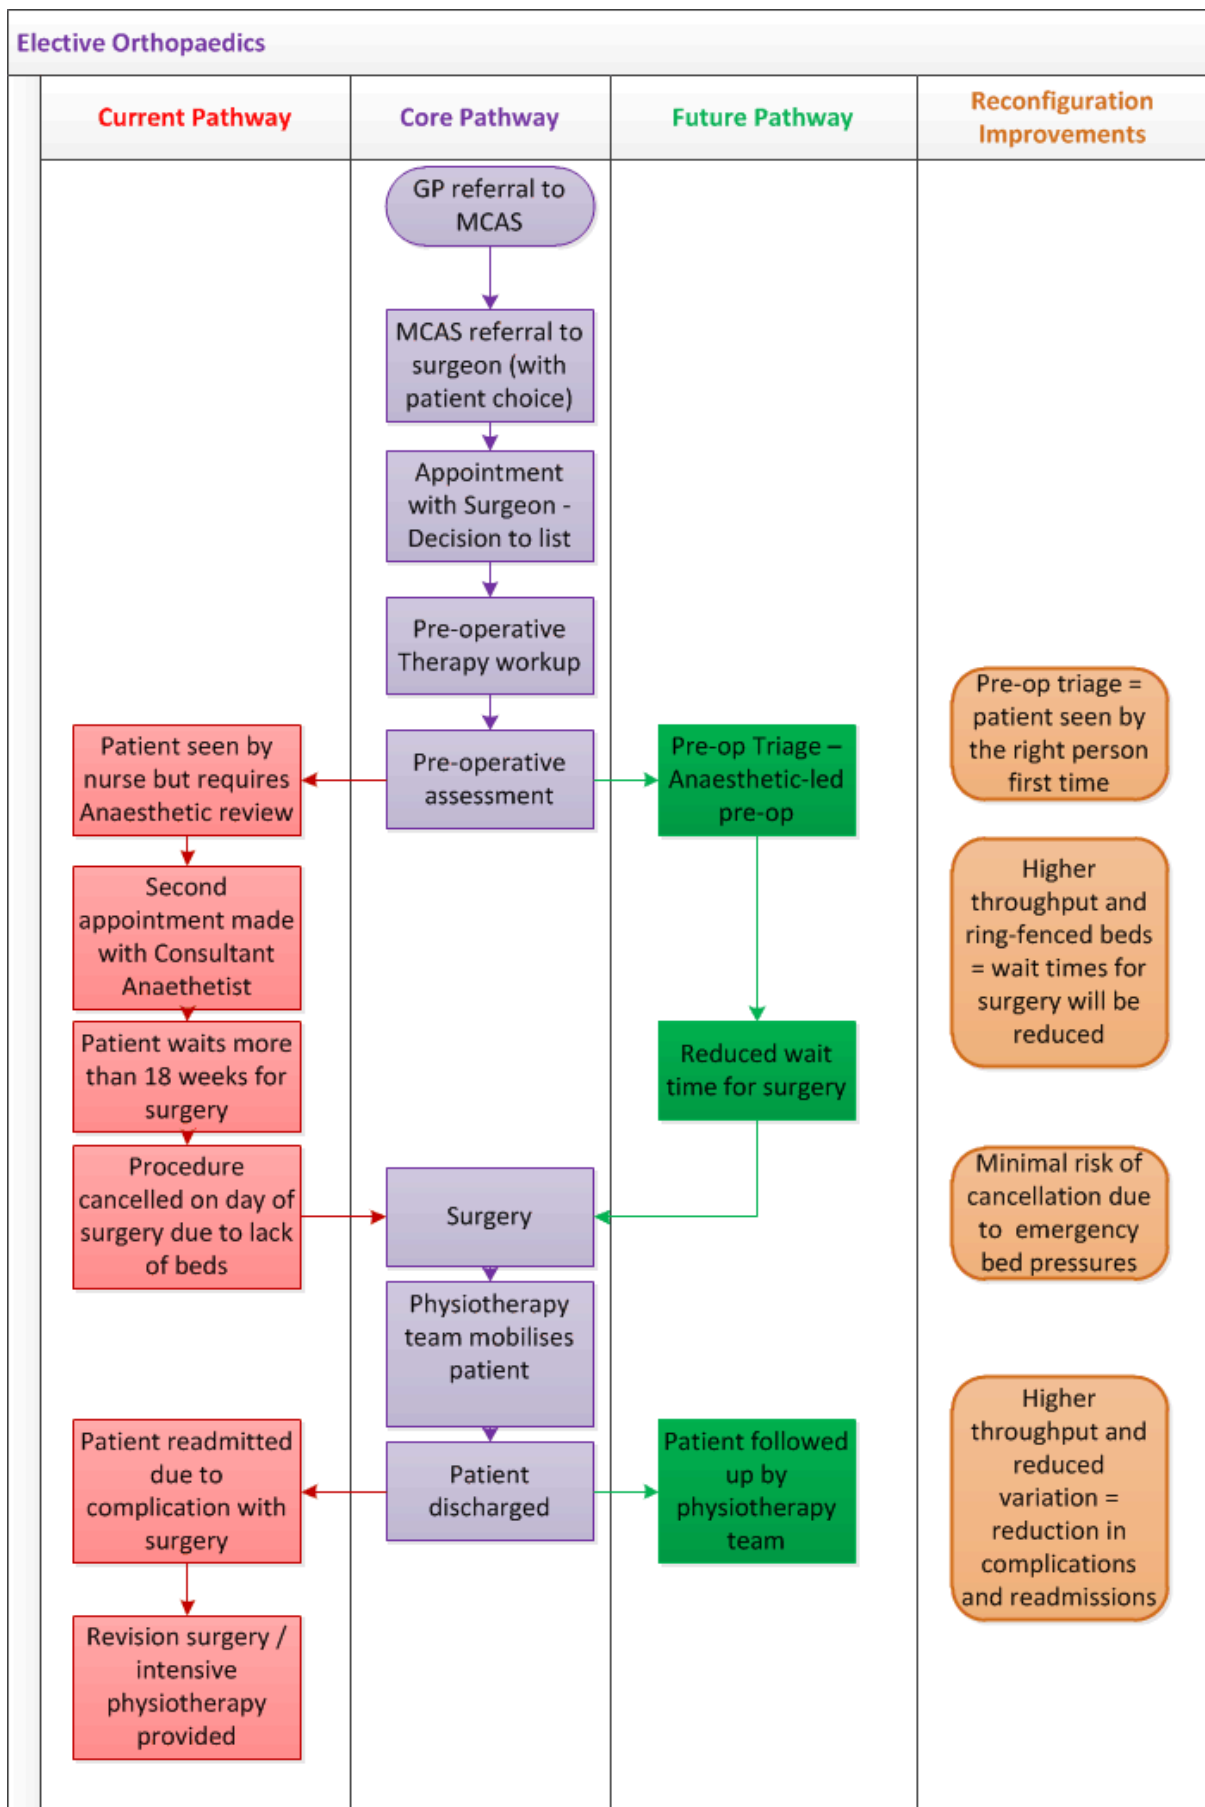 Elective Orthopaedics
Current Pathway
Core Pathway
Future Pathway
Reconfiguration
Improvements
GP referral to
MCAS
MCAS referral to
surgeon (with
patient choice)
Appointment
with Surgeon -
Decision to list
Pre-operative
Therapy workup
Pre-operative
assessment
Patient seen by
nurse but requires
Anaesthetic review
Second
appointment made
with Consultant
Anaethetist
Patient waits more
than 18 weeks for
surgery
Procedure
cancelled on day of
surgery due to lack
of beds
Pre-op Triage –
Anaesthetic-led
pre-op
Reduced wait
time for surgery
Surgery
Physiotherapy
team mobilises
patient
Patient
discharged
Patient readmitted
due to
complication with
surgery
Revision surgery /
intensive
physiotherapy
provided
Patient followed
up by
physiotherapy
team
Pre-op triage =
patient seen by
the right person
first time
Higher
throughput and
ring-fenced beds
= wait times for
surgery will be
reduced
Minimal risk of
cancellation due
to emergency
bed pressures
Higher
throughput and
reduced
variation =
reduction in
complications
and readmissions